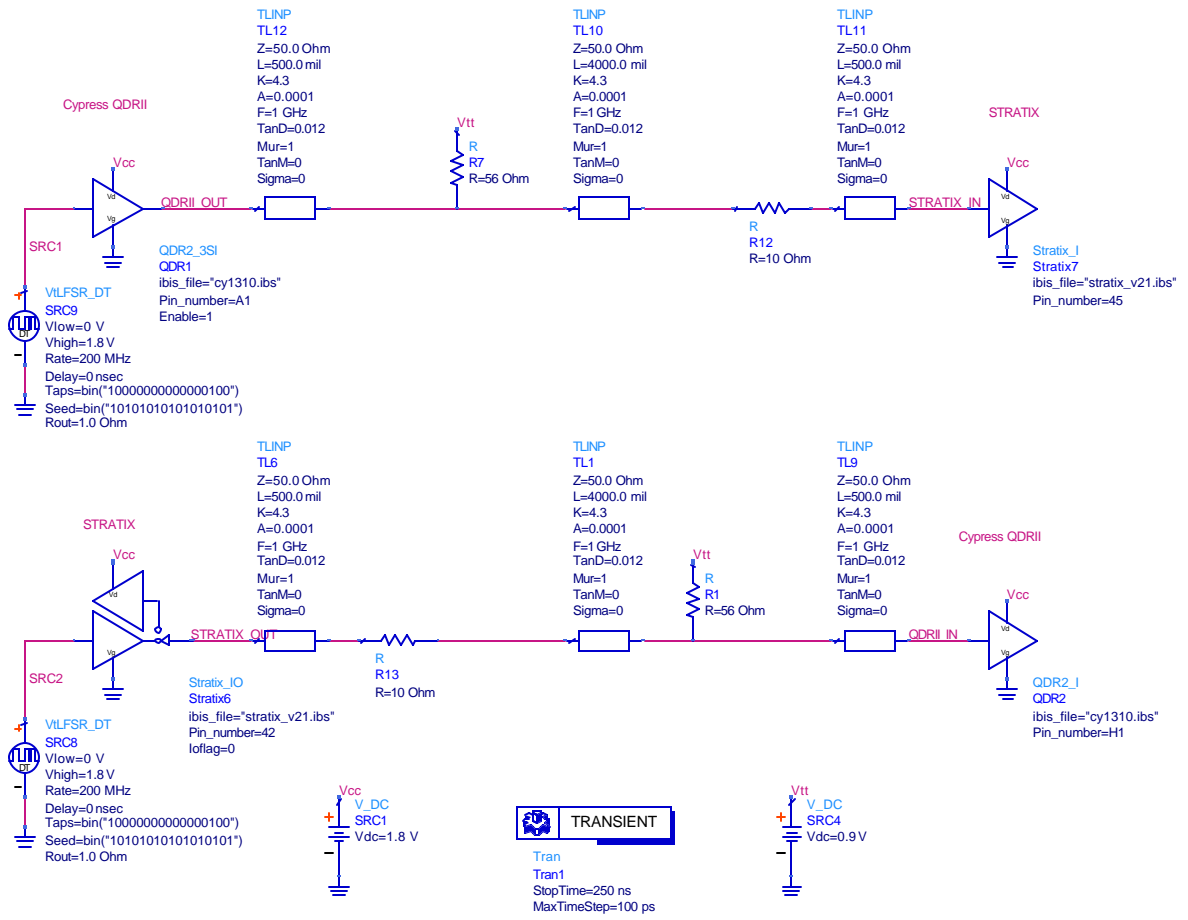 TLINP
TL12
Z=50.0 Ohm
L=500.0 mil
K=4.3
A=0.0001
F=1 GHz
TanD=0.012
Mur=1
TanM=0
Sigma=0
TLINP
TL10
Z=50.0 Ohm
L=4000.0 mil
K=4.3
A=0.0001
F=1 GHz
TanD=0.012
Mur=1
TanM=0
Sigma=0
TLINP
TL11
Z=50.0 Ohm
L=500.0 mil
K=4.3
A=0.0001
F=1 GHz
TanD=0.012
Mur=1
TanM=0
Sigma=0
Cypress QDRII
STRATIX
Vtt
R
R7
R=56 Ohm
Vcc
Vd
Vg
QDRII_OUT
SRC1
QDR2_3SI
QDR1
ibis_file="cy1310.ibs"
Pin_number=A1
Enable=1
R
R12
R=10 Ohm
STRATIX_IN
Vcc
Vd
Vg
Stratix_I
Stratix7
ibis_file="stratix_v21.ibs"
Pin_number=45
VtLFSR_DT
SRC9
Vlow=0 V
Vhigh=1.8 V
Rate=200 MHz
Delay=0 nsec
Taps=bin("10000000000000100")
Seed=bin("10101010101010101")
Rout=1.0 Ohm
DT
TLINP
TL6
Z=50.0 Ohm
L=500.0 mil
K=4.3
A=0.0001
F=1 GHz
TanD=0.012
Mur=1
TanM=0
Sigma=0
TLINP
TL1
Z=50.0 Ohm
L=4000.0 mil
K=4.3
A=0.0001
F=1 GHz
TanD=0.012
Mur=1
TanM=0
Sigma=0
TLINP
TL9
Z=50.0 Ohm
L=500.0 mil
K=4.3
A=0.0001
F=1 GHz
TanD=0.012
Mur=1
TanM=0
Sigma=0
STRATIX
Cypress QDRII
Vcc
Vd
Vg
STRATIX_OUT
SRC2
Stratix_IO
Stratix6
ibis_file="stratix_v21.ibs"
Pin_number=42
Ioflag=0
R
R13
R=10 Ohm
Vtt
R
R1
R=56 Ohm
QDRII_IN
Vcc
Vd
Vg
QDR2_I
QDR2
ibis_file="cy1310.ibs"
Pin_number=H1
VtLFSR_DT
SRC8
Vlow=0 V
Vhigh=1.8 V
Rate=200 MHz
Delay=0 nsec
Taps=bin("10000000000000100")
Seed=bin("10101010101010101")
Rout=1.0 Ohm
DT
Vcc
V_DC
SRC1
Vdc=1.8 V
TRANSIENT
Tran
Tran1
StopTime=250 ns
MaxTimeStep=100 ps
Vtt
V_DC
SRC4
Vdc=0.9 V